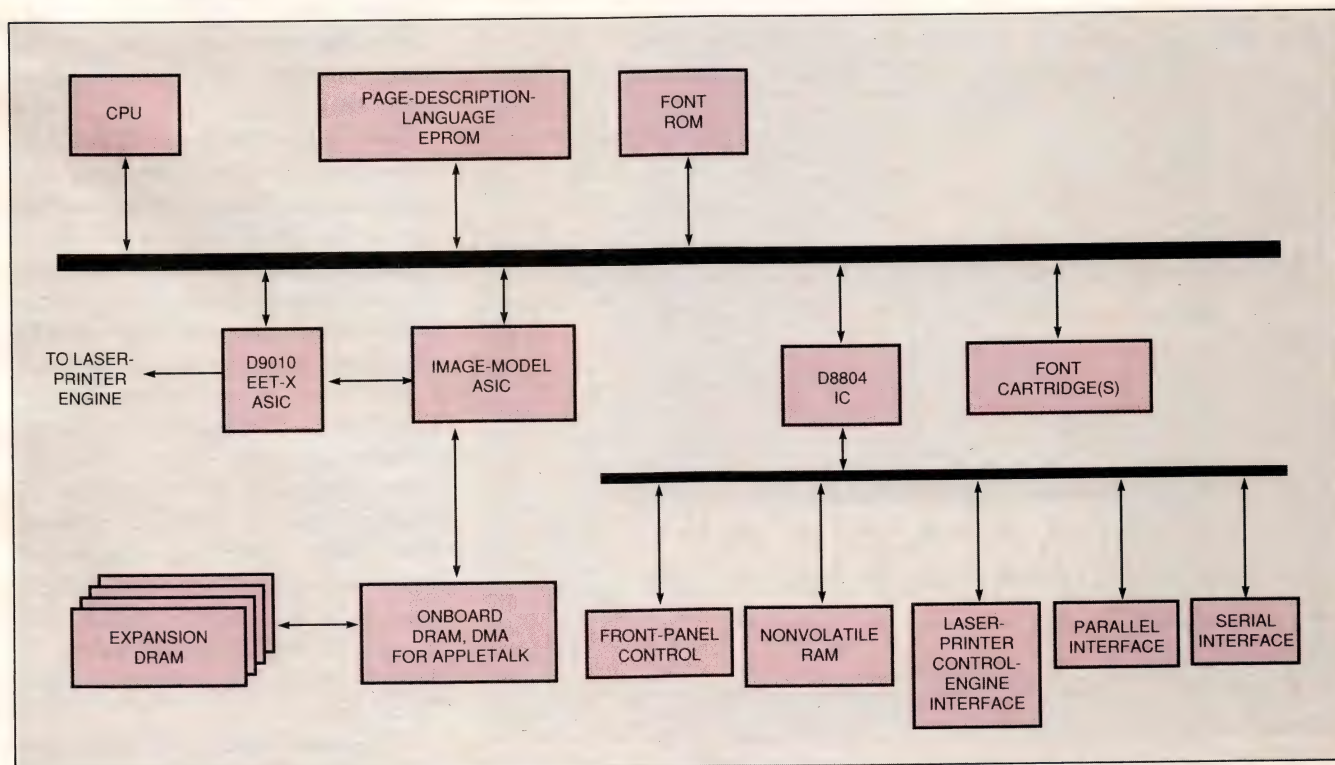 CPU
PAGE-DESCRIPTION-
LANGUAGE
EPROM
FONT
ROM
TO LASER-
PRINTER
ENGINE
D9010
EET-X
ASIC
IMAGE-MODEL
ASIC
D8804
IC
FONT
CARTRIDGE(S)
EXPANSION
DRAM
ONBOARD
DRAM, DMA
FOR APPLETALK
FRONT-PANEL
CONTROL
NONVOLATILE
RAM
LASER-
PRINTER
CONTROL-
ENGINE
INTERFACE
PARALLEL
INTERFACE
SERIAL
INTERFACE